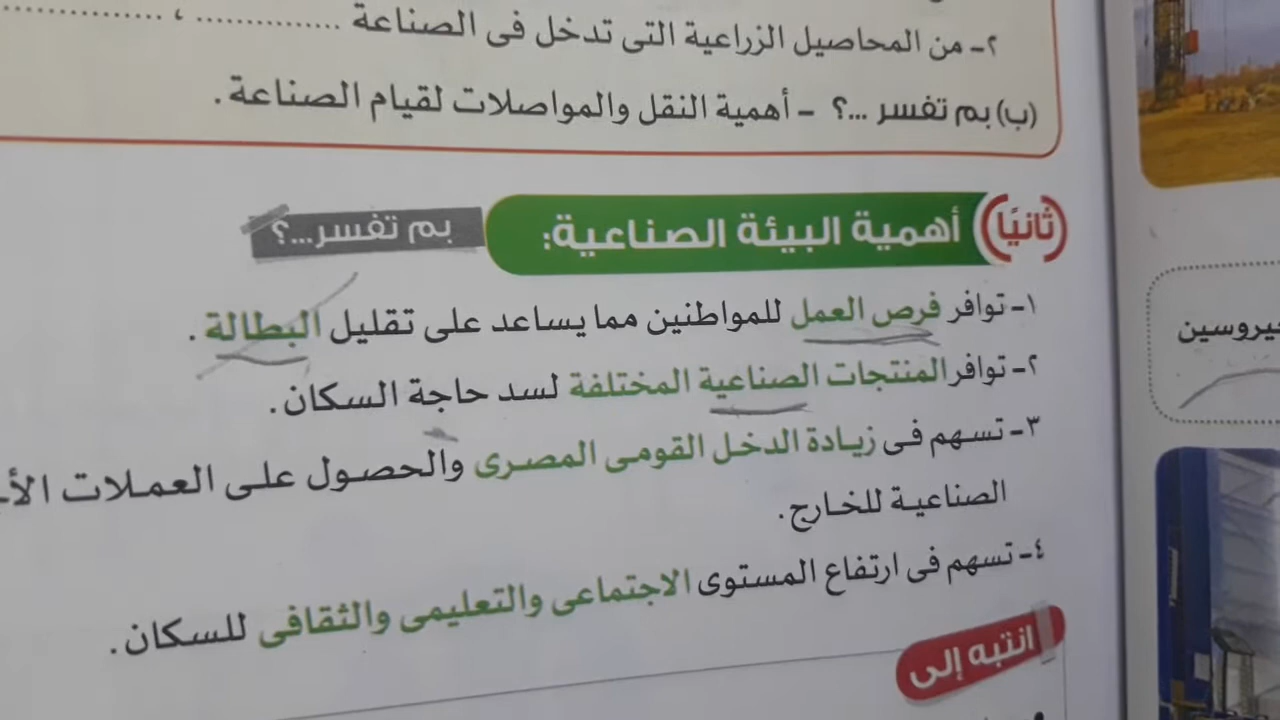 ٢- من المحاصيل الزراعية التى تدخل فى الصناعة .................... ، ....................
(ب) بم تفسر ...؟ - أهمية النقل والمواصلات لقيام الصناعة .
ثانيًا أهمية البيئة الصناعية: بم تفسر...؟
١- توافر فرص العمل للمواطنين مما يساعد على تقليل البطالة .
٢- توافر المنتجات الصناعية المختلفة لسد حاجة السكان.
٣- تسهم فى زيادة الدخل القومى المصرى والحصول على العملات
الصناعية للخارج.
٤- تسهم فى ارتفاع المستوى الاجتماعى والتعليمى والثقافى للسكان.
انتبه إلى